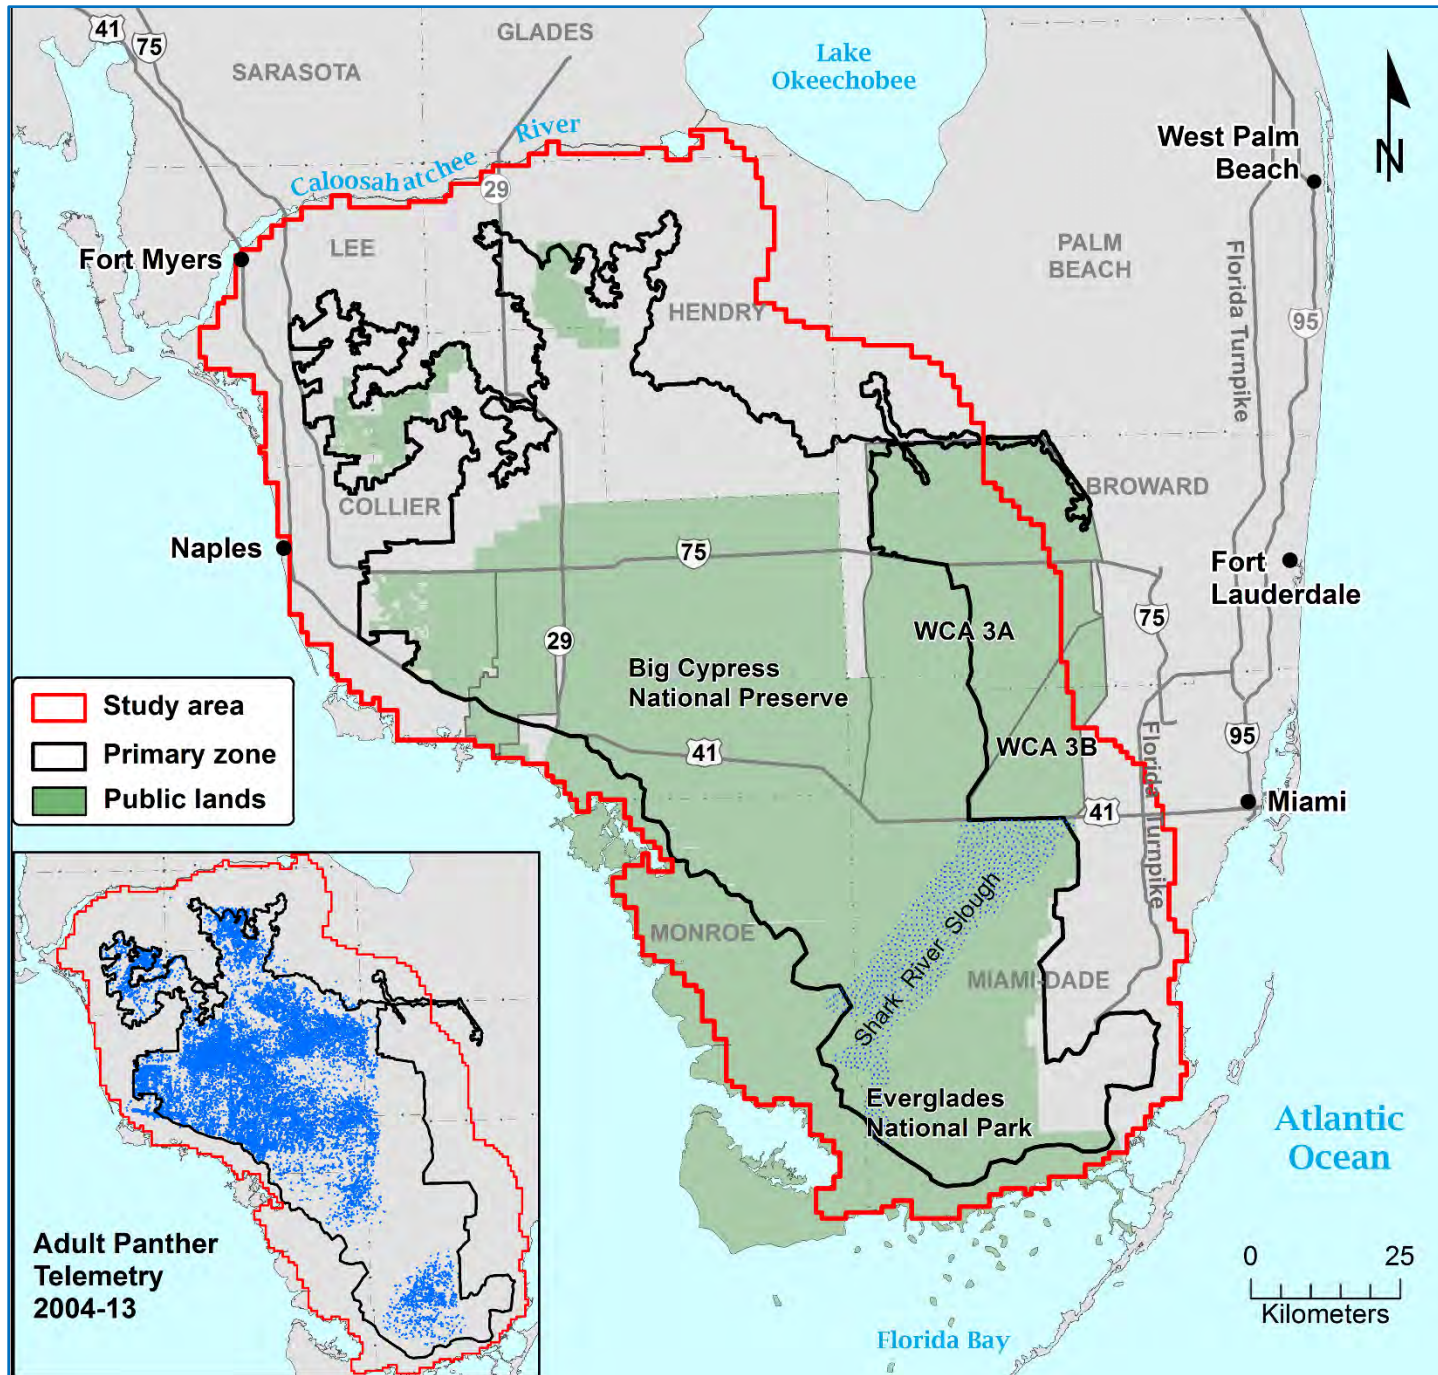 41
75
GLADES
SARASOTA
Lake
Okeechobee
N
West Palm
Beach
Caloosahatchee River
29
LEE
Fort Myers
PALM
BEACH
Florida Turnpike
95
HENDRY
COLLIER
BROWARD
Naples
75
Fort
Lauderdale
75
29
WCA 3A
Big Cypress
National Preserve
Study area
Primary zone
Public lands
41
WCA 3B
95
Florida Turnpike
41
Miami
MONROE
Shark River Slough
MIAMI-DADE
Everglades
National Park
Atlantic
Ocean
Adult Panther
Telemetry
2004-13
0 25
Kilometers
Florida Bay